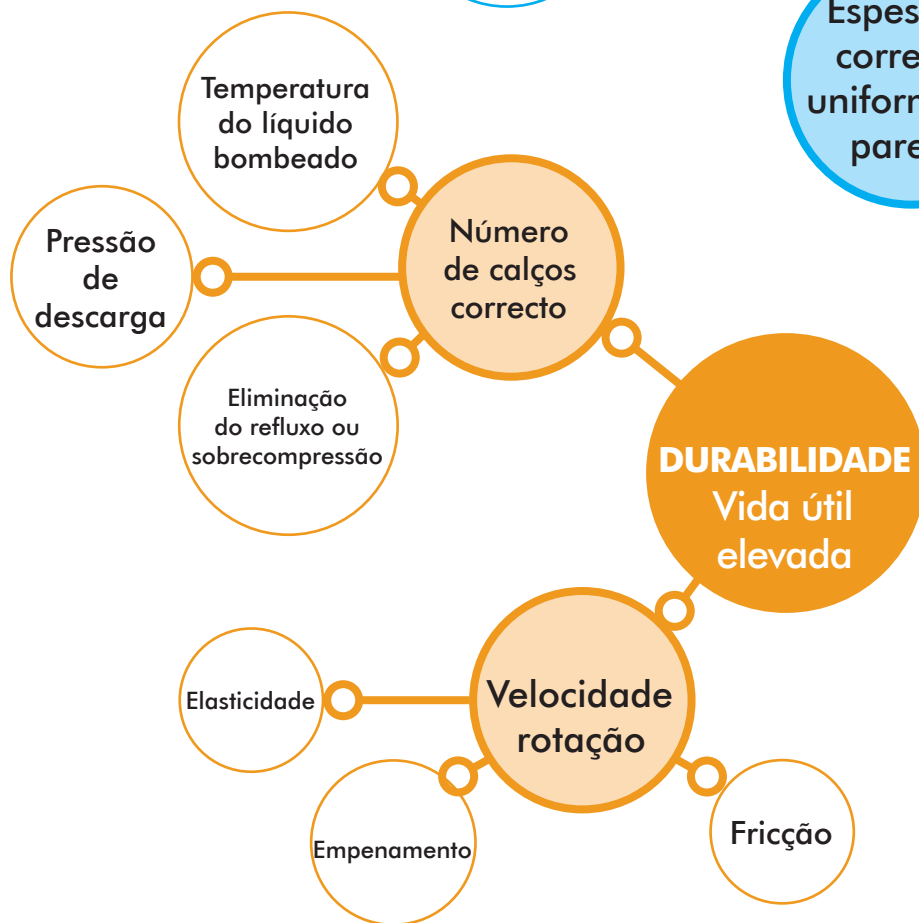 Temperatura
do líquido
bombeado
Número
de calços
correcto
Pressão
de
descarga
Eliminação
do refluxo ou
sobrecompressão
DURABILIDADE
Vida útil
elevada
Velocidade
rotação
Elasticidade
Empenamento
Fricção